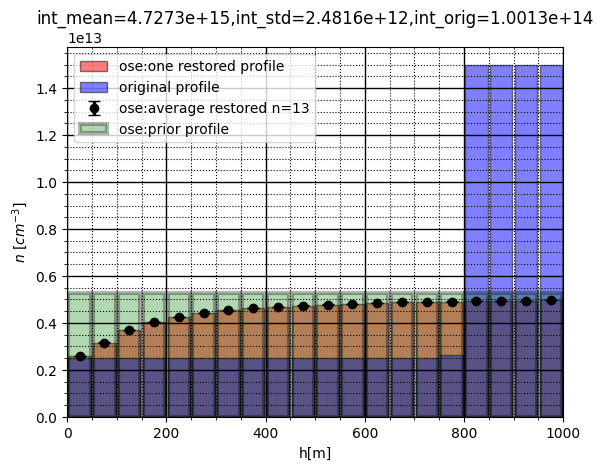 int_mean=4.7273e+15,int_std=2.4816e+12,int_orig=1.0013e+14
1e13
ose:one restored profile
original profile
ose:average restored n=13
ose:prior profile
1.4
1.2
1.0
0.8
0.6
0.4
0.2
0.0
n [cm⁻³]
0 200 400 600 800 1000
h[m]